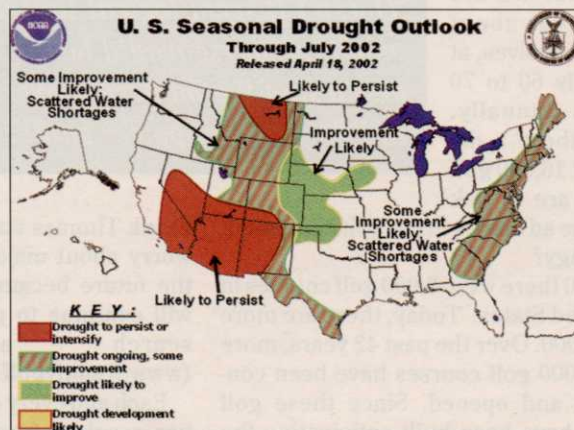 U. S. Seasonal Drought Outlook
Through July 2002
Released April 18, 2002
Some Improvement
Likely:
Scattered Water
Shortages
Likely to Persist
Improvement
Likely
Some
Improvement
Likely: Scattered Water
Shortages
Likely to Persist
KEY:
Drought to persist or
intensify
Drought ongoing, some
improvement
Drought likely to
improve
Drought development
likely